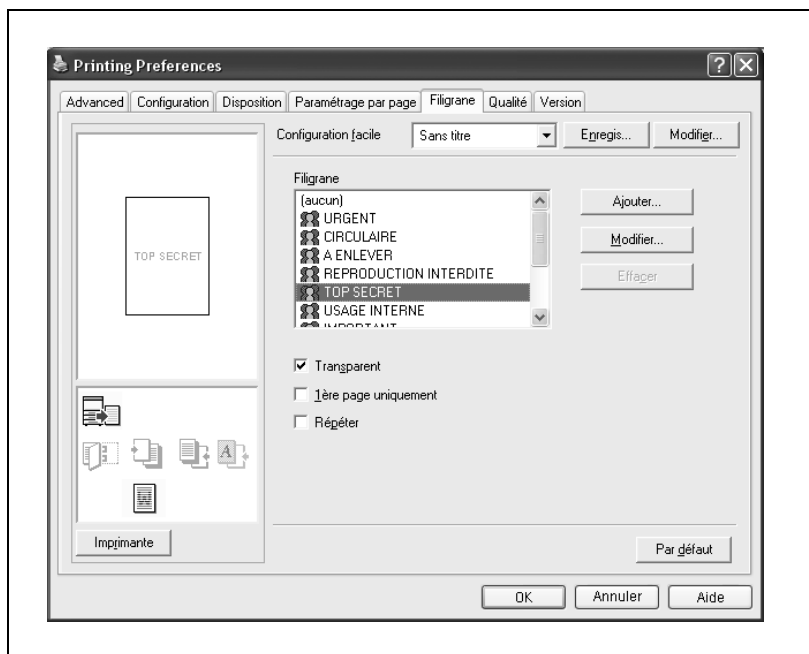 Printing Preferences
Advanced Configuration Disposition Paramétrage par page Filigrane Qualité Version
Configuration facile Sans titre Enregis... Modifier...
TOP SECRET
Filigrane
(aucun)
URGENT
CIRCULAIRE
A ENLEVER
REPRODUCTION INTERDITE
TOP SECRET
USAGE INTERNE
IMPORTANT
Ajouter...
Modifier...
Effacer
Transparent
1ère page uniquement
Répéter
Imprimante
Par défaut
OK Annuler Aide